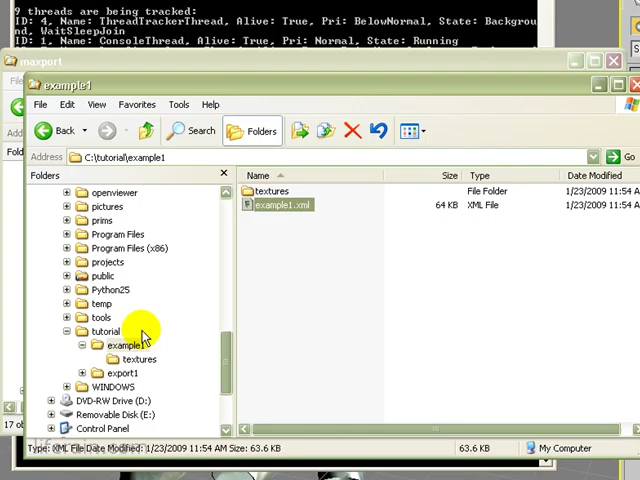 9 threads are being tracked:
ID: 4, Name: ThreadTrackerThread, Alive: True, Pri: BelowNormal, State: Backgrou
nd, WaitSleepJoin
ID: 1, Name: ConsoleThread, Alive: True, Pri: Normal, State: Running
maxport
example1
File Edit View Favorites Tools Help
Back Search Folders
Address C:\tutorial\example1 Go
Folders
Name Size Type Date Modified
openviewer
pictures
prims
Program Files
Program Files (x86)
projects
public
Python25
temp
tools
tutorial
example1
textures
export1
WINDOWS
DVD-RW Drive (D:)
Removable Disk (E:)
Control Panel
textures File Folder 1/23/2009 11:54 A
example1.xml 64 KB XML File 1/23/2009 11:54 A
17 o
Type: XML File Date Modified: 1/23/2009 11:54 AM Size: 63.6 KB 63.6 KB My Computer